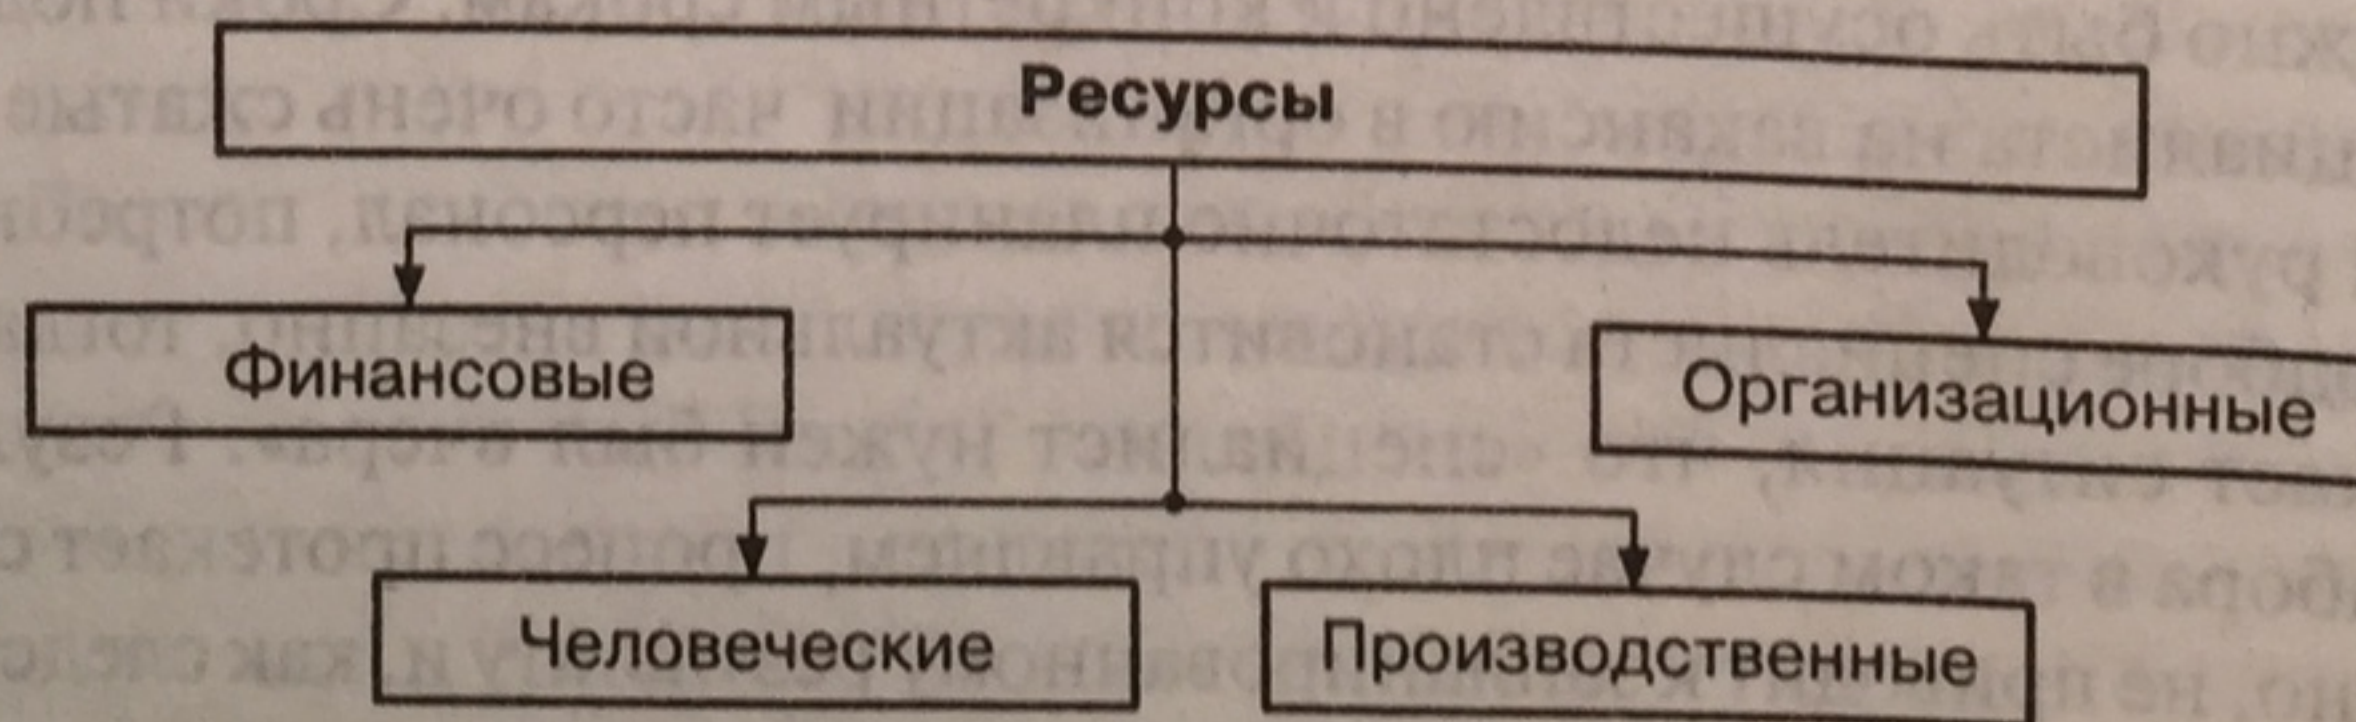 Ресурсы
Финансовые
Организационные
Человеческие
Производственные